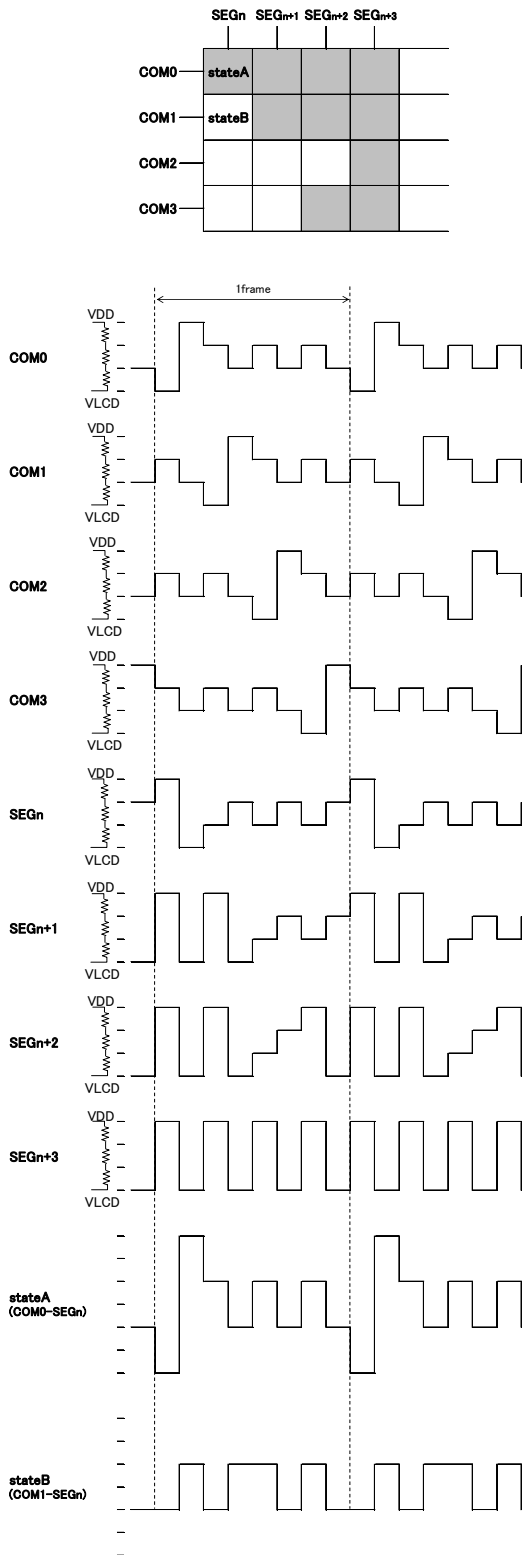 SEGn SEGn+1 SEGn+2 SEGn+3
COM0 stateA
COM1 stateB
COM2
COM3
1frame
VDD
COM0
VLCD
VDD
COM1
VLCD
VDD
COM2
VLCD
VDD
COM3
VLCD
VDD
SEGn
VLCD
VDD
SEGn+1
VLCD
VDD
SEGn+2
VLCD
VDD
SEGn+3
VLCD
stateA
(COM0-SEGn)
stateB
(COM1-SEGn)